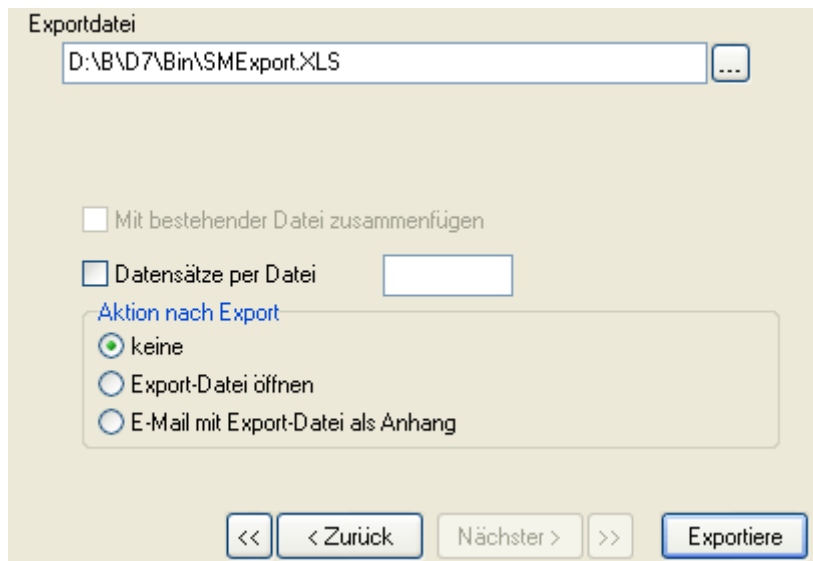 Exportdatei
D:\B\D7\Bin\SMExport.XLS
...
Mit bestehender Datei zusammenfügen
Datensätze per Datei
Aktion nach Export
keine
Export-Datei öffnen
E-Mail mit Export-Datei als Anhang
<< < Zurück Nächster > >> Exportiere